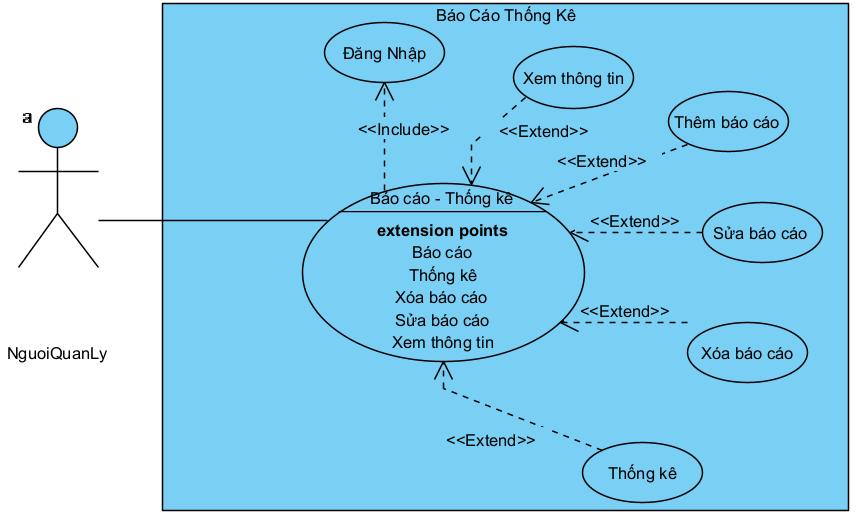 Báo Cáo Thống Kê
Đăng Nhập
Xem thông tin
a
<<Include>>
<<Extend>>
Thêm báo cáo
<<Extend>>
Báo cáo - Thống kê
extension points
Báo cáo
Thống kê
Xóa báo cáo
Sửa báo cáo
Xem thông tin
<<Extend>>
Sửa báo cáo
<<Extend>>
Xóa báo cáo
NguoiQuanLy
<<Extend>>
Thống kê